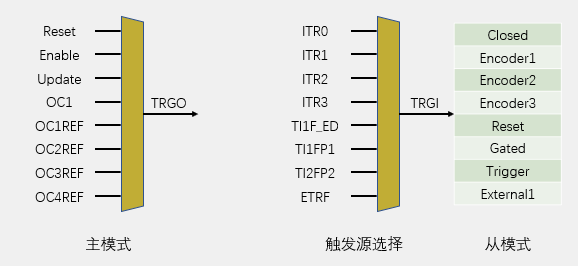 Reset
Enable
Update
OC1
OC1REF
OC2REF
OC3REF
OC4REF
TRGO
主模式
ITR0
ITR1
ITR2
ITR3
TI1F_ED
TI1FP1
TI2FP2
ETRF
TRGI
触发源选择
Closed
Encoder1
Encoder2
Encoder3
Reset
Gated
Trigger
External1
从模式